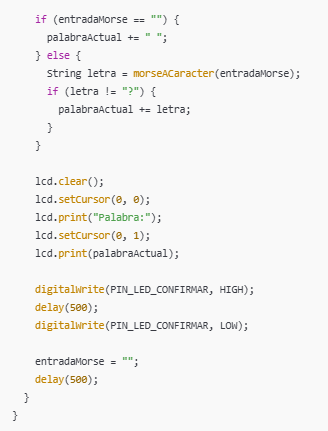 if (entradaMorse == "") {
palabraActual += " ";
} else {
String letra = morseACaracter(entradaMorse);
if (letra != "?") {
palabraActual += letra;
}
}
lcd.clear();
lcd.setCursor(0, 0);
lcd.print("Palabra:");
lcd.setCursor(0, 1);
lcd.print(palabraActual);
digitalWrite(PIN_LED_CONFIRMAR, HIGH);
delay(500);
digitalWrite(PIN_LED_CONFIRMAR, LOW);
entradaMorse = "";
delay(500);
}
}